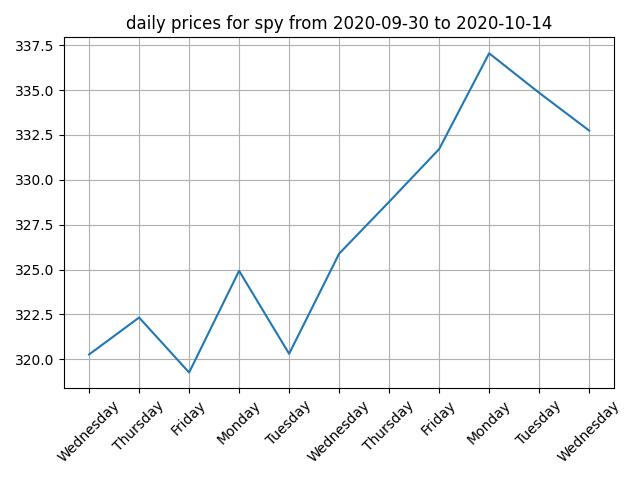 daily prices for spy from 2020-09-30 to 2020-10-14
337.5
335.0
332.5
330.0
327.5
325.0
322.5
320.0
Wednesday
Thursday
Friday
Monday
Tuesday
Wednesday
Thursday
Friday
Monday
Tuesday
Wednesday